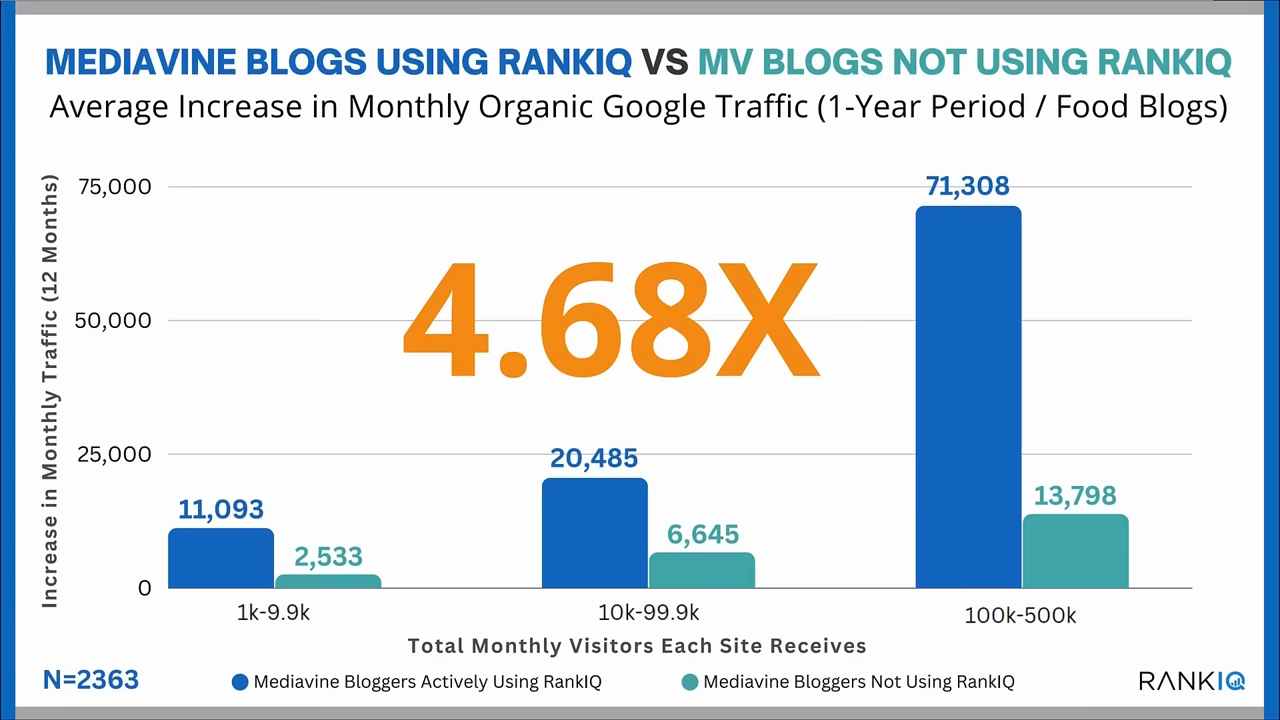 MEDIAVINE BLOGS USING RANKIQ VS MV BLOGS NOT USING RANKIQ
Average Increase in Monthly Organic Google Traffic (1-Year Period / Food Blogs)
Increase in Monthly Traffic (12 Months)
75,000
50,000
25,000
0
4.68X
11,093
2,533
20,485
6,645
71,308
13,798
1k-9.9k
10k-99.9k
100k-500k
Total Monthly Visitors Each Site Receives
N=2363
Mediavine Bloggers Actively Using RankIQ
Mediavine Bloggers Not Using RankIQ
RANKIQ